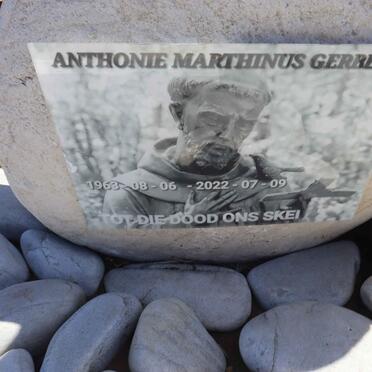 ANTHONIE MARTHINUS
1963-08-06 - 2022-07-09
TOT DIE DOOD ONS SKEI